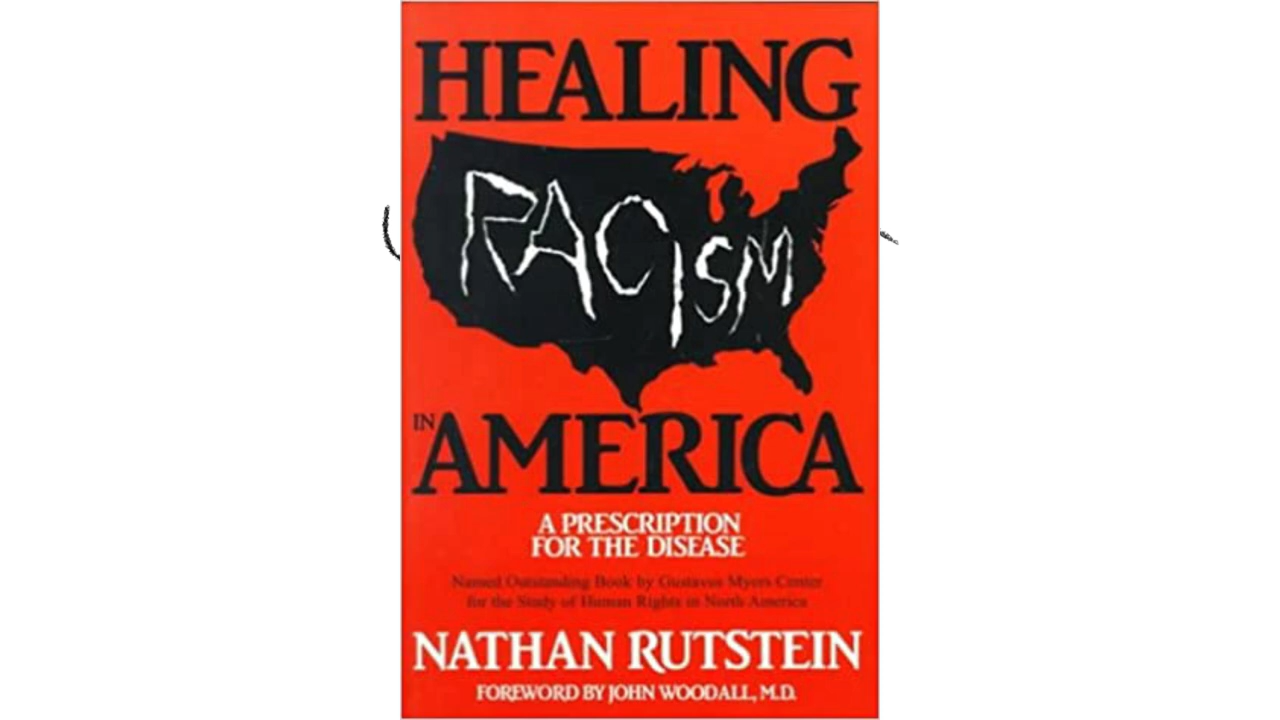 HEALING
RACISM
IN AMERICA
A PRESCRIPTION
FOR THE DISEASE
Named Outstanding Book by Gustavus Myers Center
for the Study of Human Rights in North America
NATHAN RUTSTEIN
FOREWORD BY JOHN WOODALL, M.D.